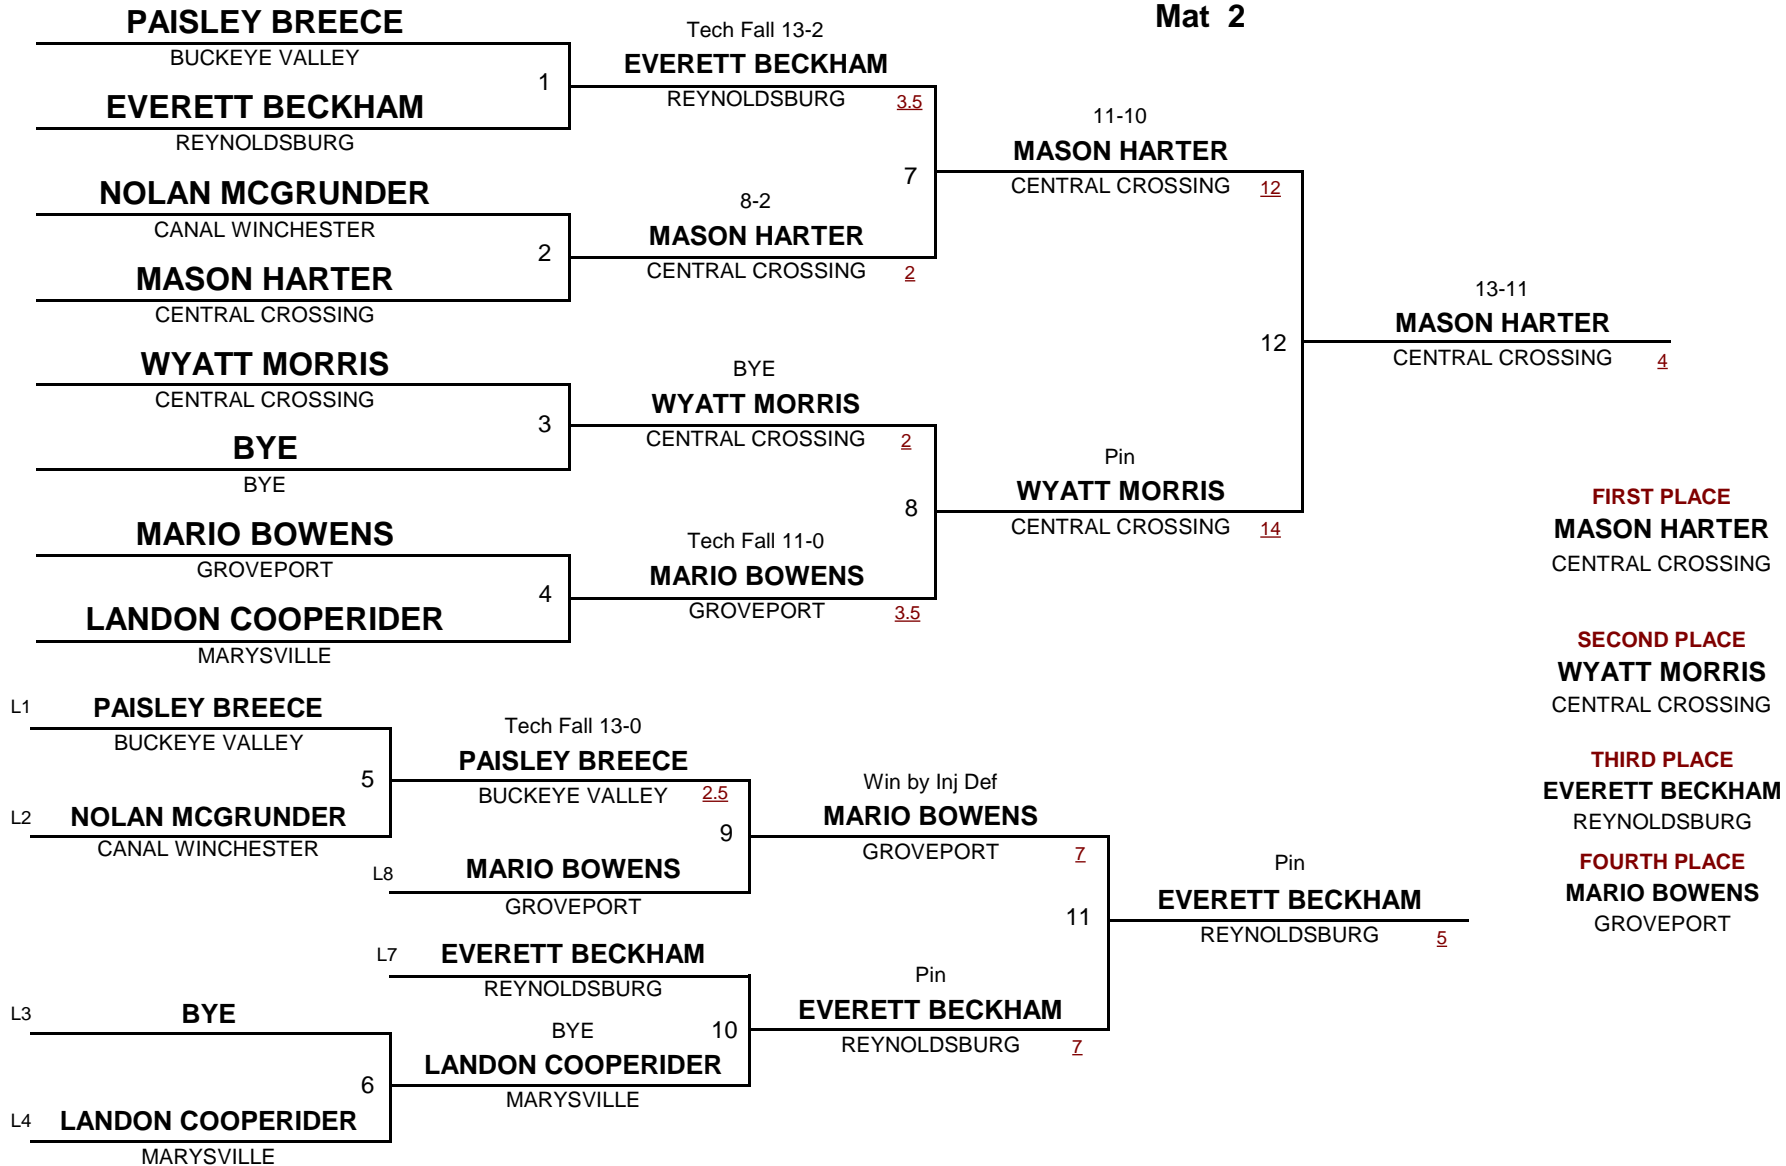 Mat 2
PAISLEY BREECE
BUCKEYE VALLEY
1
EVERETT BECKHAM
REYNOLDSBURG
NOLAN MCGRUNDER
CANAL WINCHESTER
2
MASON HARTER
CENTRAL CROSSING
WYATT MORRIS
CENTRAL CROSSING
3
BYE
BYE
MARIO BOWENS
GROVEPORT
4
LANDON COOPERIDER
MARYSVILLE
Tech Fall 13-2
EVERETT BECKHAM
REYNOLDSBURG 3.5
7
8-2
MASON HARTER
CENTRAL CROSSING 2
BYE
WYATT MORRIS
CENTRAL CROSSING 2
8
Tech Fall 11-0
MARIO BOWENS
GROVEPORT 3.5
11-10
MASON HARTER
CENTRAL CROSSING 12
12
Pin
WYATT MORRIS
CENTRAL CROSSING 14
13-11
MASON HARTER
CENTRAL CROSSING 4
FIRST PLACE
MASON HARTER
CENTRAL CROSSING
SECOND PLACE
WYATT MORRIS
CENTRAL CROSSING
THIRD PLACE
EVERETT BECKHAM
REYNOLDSBURG
FOURTH PLACE
MARIO BOWENS
GROVEPORT
L1 PAISLEY BREECE
BUCKEYE VALLEY
5
L2 NOLAN MCGRUNDER
CANAL WINCHESTER
L3 BYE
6
L4 LANDON COOPERIDER
MARYSVILLE
Tech Fall 13-0
PAISLEY BREECE
BUCKEYE VALLEY 2.5
9
L8 MARIO BOWENS
GROVEPORT
L7 EVERETT BECKHAM
REYNOLDSBURG
10
BYE
LANDON COOPERIDER
MARYSVILLE
Win by Inj Def
MARIO BOWENS
GROVEPORT 7
11
Pin
EVERETT BECKHAM
REYNOLDSBURG 7
Pin
EVERETT BECKHAM
REYNOLDSBURG 5